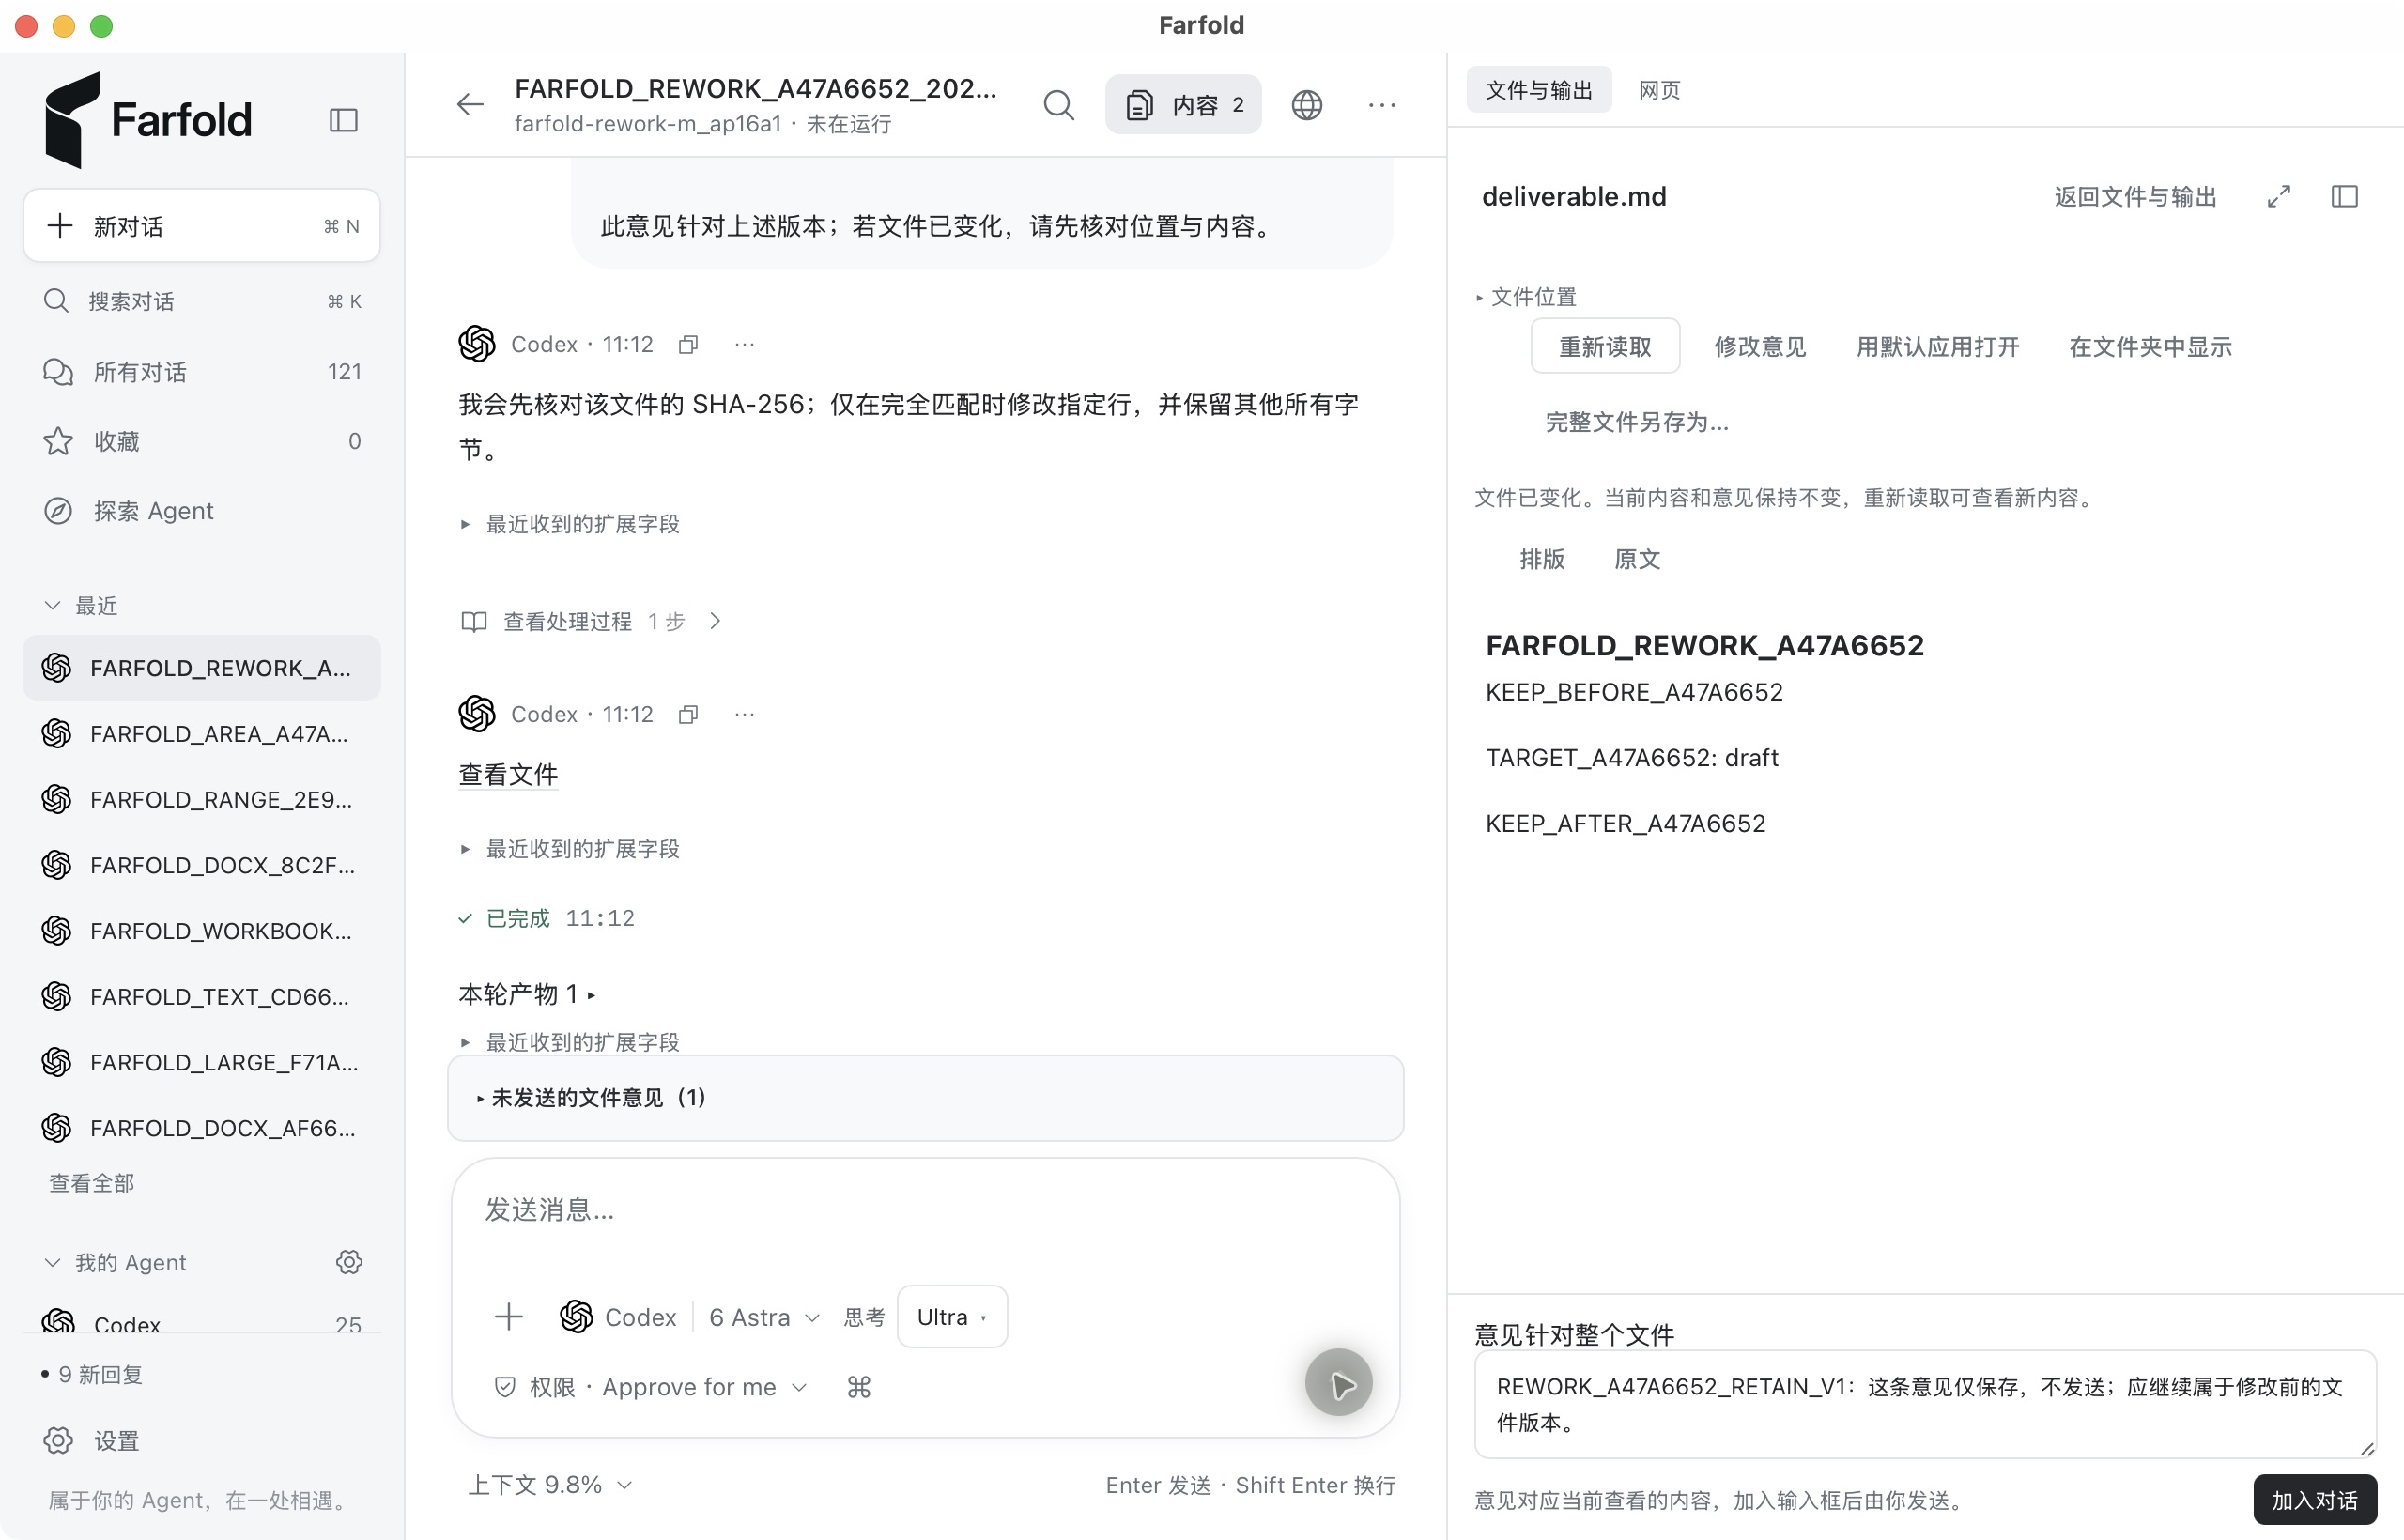 Farfold
Farfold
新对话 ⌘ N
搜索对话 ⌘ K
所有对话 121
收藏 0
探索 Agent
最近
FARFOLD_REWORK_A...
FARFOLD_AREA_A47A...
FARFOLD_RANGE_2E9...
FARFOLD_DOCX_8C2F...
FARFOLD_WORKBOOK...
FARFOLD_TEXT_CD66...
FARFOLD_LARGE_F71A...
FARFOLD_DOCX_AF66...
查看全部
我的 Agent
Codex 25
9 新回复
设置
属于你的 Agent，在一处相遇。
FARFOLD_REWORK_A47A6652_202...
farfold-rework-m_ap16a1 · 未在运行
内容 2
此意见针对上述版本；若文件已变化，请先核对位置与内容。
Codex · 11:12
我会先核对该文件的 SHA-256；仅在完全匹配时修改指定行，并保留其他所有字
节。
最近收到的扩展字段
查看处理过程 1 步
Codex · 11:12
查看文件
最近收到的扩展字段
已完成 11:12
本轮产物 1
最近收到的扩展字段
未发送的文件意见（1）
发送消息...
Codex 6 Astra 思考 Ultra
权限 · Approve for me ⌘
上下文 9.8% Enter 发送 · Shift Enter 换行
文件与输出 网页
deliverable.md 返回文件与输出
文件位置
重新读取 修改意见 用默认应用打开 在文件夹中显示
完整文件另存为...
文件已变化。当前内容和意见保持不变，重新读取可查看新内容。
排版 原文
FARFOLD_REWORK_A47A6652
KEEP_BEFORE_A47A6652
TARGET_A47A6652: draft
KEEP_AFTER_A47A6652
意见针对整个文件
REWORK_A47A6652_RETAIN_V1：这条意见仅保存，不发送；应继续属于修改前的文
件版本。
意见对应当前查看的内容，加入输入框后由你发送。 加入对话